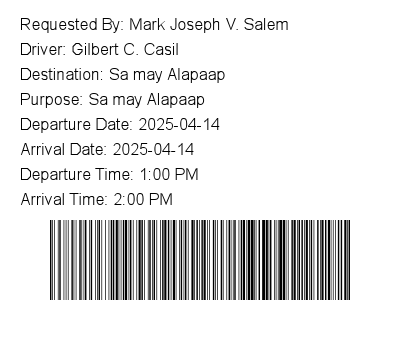 Requested By: Mark Joseph V. Salem
Driver: Gilbert C. Casil
Destination: Sa may Alapaap
Purpose: Sa may Alapaap
Departure Date: 2025-04-14
Arrival Date: 2025-04-14
Departure Time: 1:00 PM
Arrival Time: 2:00 PM